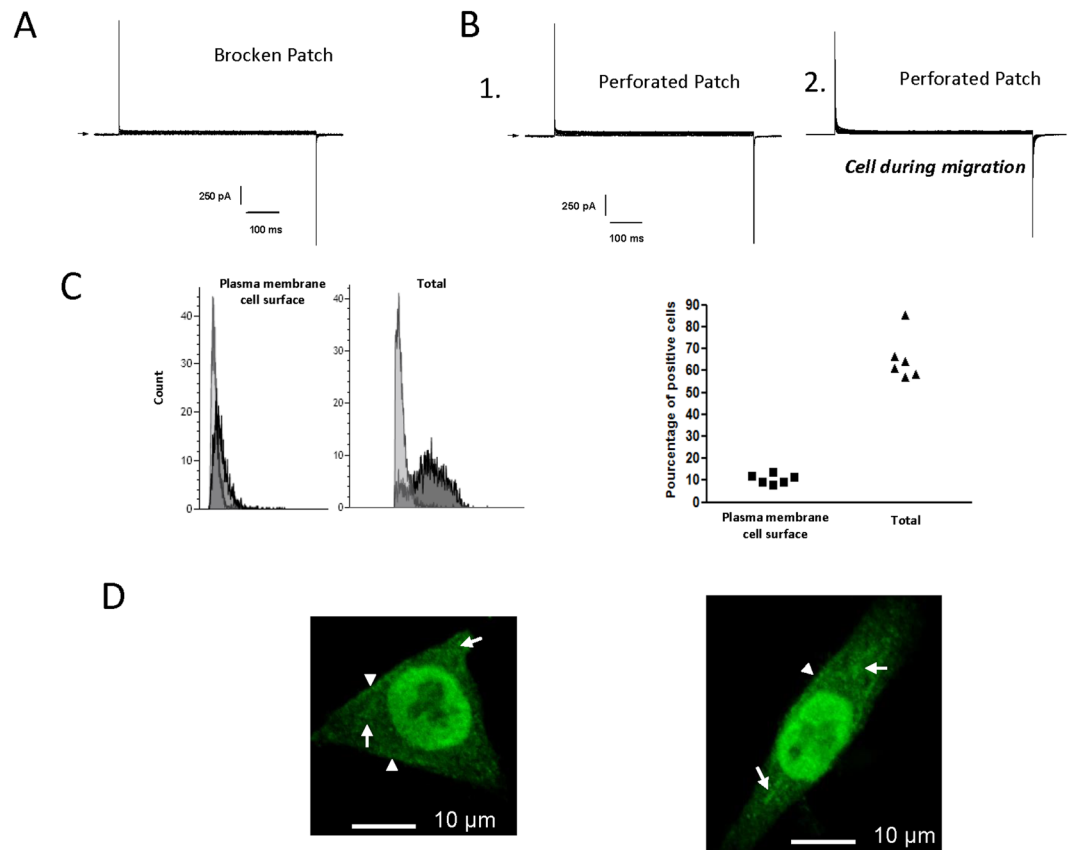 A
Brocken Patch
250 pA
100 ms
B
1.
Perforated Patch
250 pA
100 ms
2.
Perforated Patch
Cell during migration
C
Plasma membrane
cell surface
Total
Count
40
30
20
10
0
40
30
20
10
0
Pourcentage of positive cells
90
80
70
60
50
40
30
20
10
0
Plasma membrane
cell surface
Total
D
10 µm
10 µm